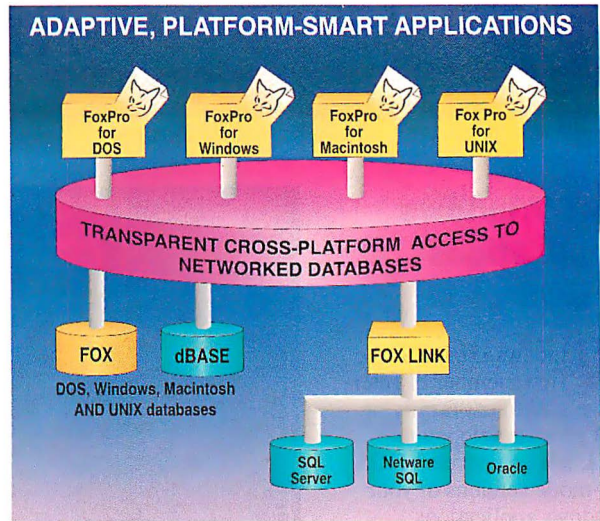 ADAPTIVE, PLATFORM-SMART APPLICATIONS
FoxPro
for
DOS
FoxPro
for
Windows
FoxPro
for
Macintosh
Fox Pro
for
UNIX
TRANSPARENT CROSS-PLATFORM ACCESS TO
NETWORKED DATABASES
FOX
dBASE
FOX LINK
DOS, Windows, Macintosh
AND UNIX databases
SQL
Server
Netware
SQL
Oracle